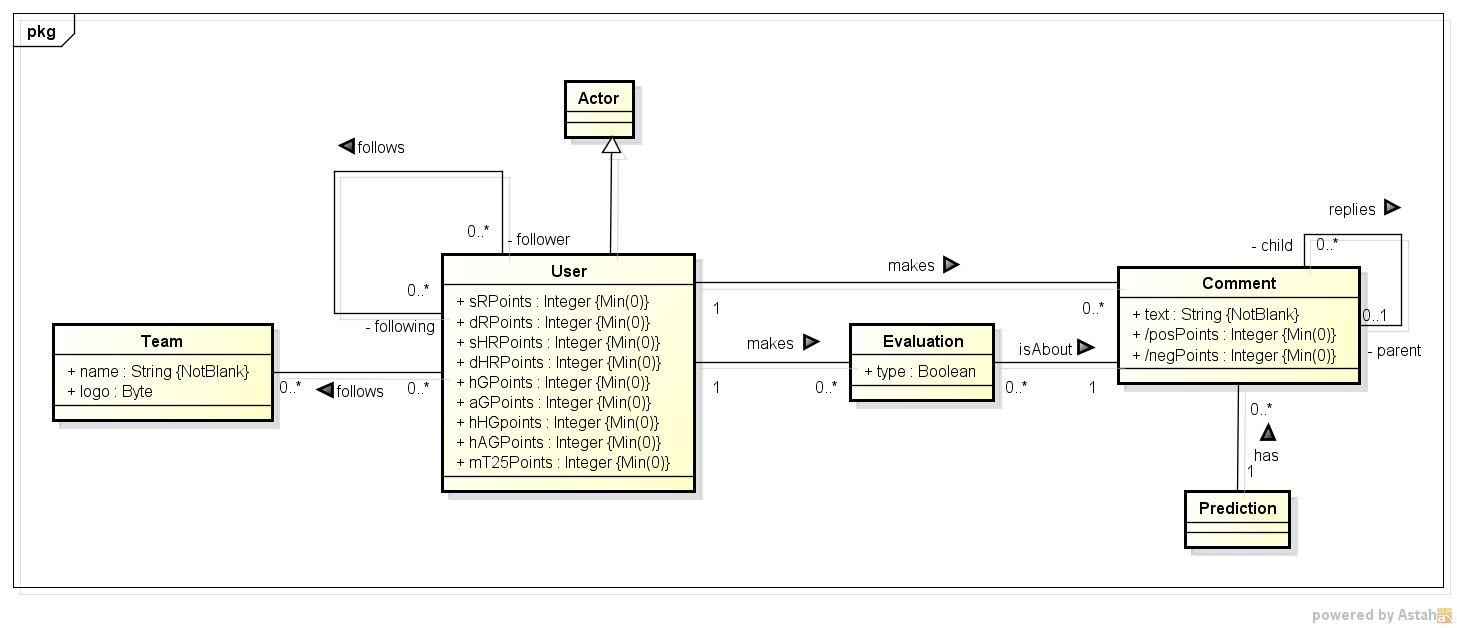 pkg
Actor
follows
0..*
- follower
0..*
- following
User
+ sRPoints : Integer {Min(0)}
+ dRPoints : Integer {Min(0)}
+ sHRPoints : Integer {Min(0)}
+ dHRPoints : Integer {Min(0)}
+ hGPoints : Integer {Min(0)}
+ aGPoints : Integer {Min(0)}
+ hHGpoints : Integer {Min(0)}
+ hAGPoints : Integer {Min(0)}
+ mT25Points : Integer {Min(0)}
Team
+ name : String {NotBlank}
+ logo : Byte
0..*
follows
0..*
makes
1
0..*
makes
1
0..*
Evaluation
+ type : Boolean
isAbout
0..*
1
replies
- child
0..*
Comment
+ text : String {NotBlank}
+ /posPoints : Integer {Min(0)}
+ /negPoints : Integer {Min(0)}
0..1
- parent
0..*
has
1
Prediction
powered by Astah